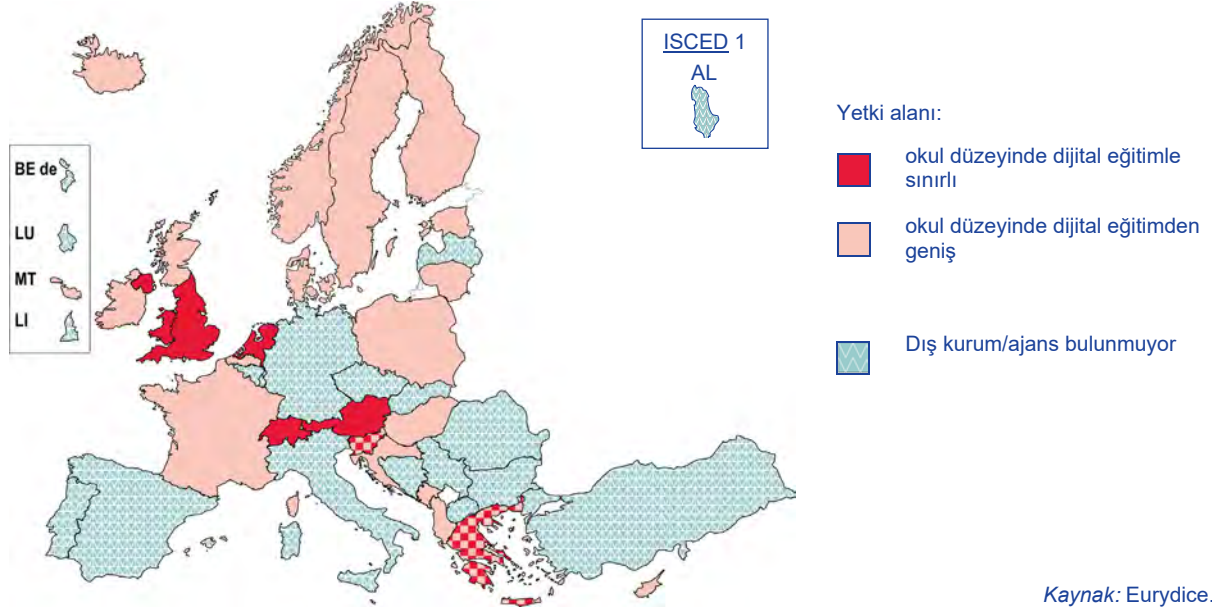 ISCED 1
AL
BE de
LU
MT
LI
Yetki alanı:
okul düzeyinde dijital eğitimle
sınırlı
okul düzeyinde dijital eğitimden
geniş
Dış kurum/ajans bulunmuyor
Kaynak: Eurydice.